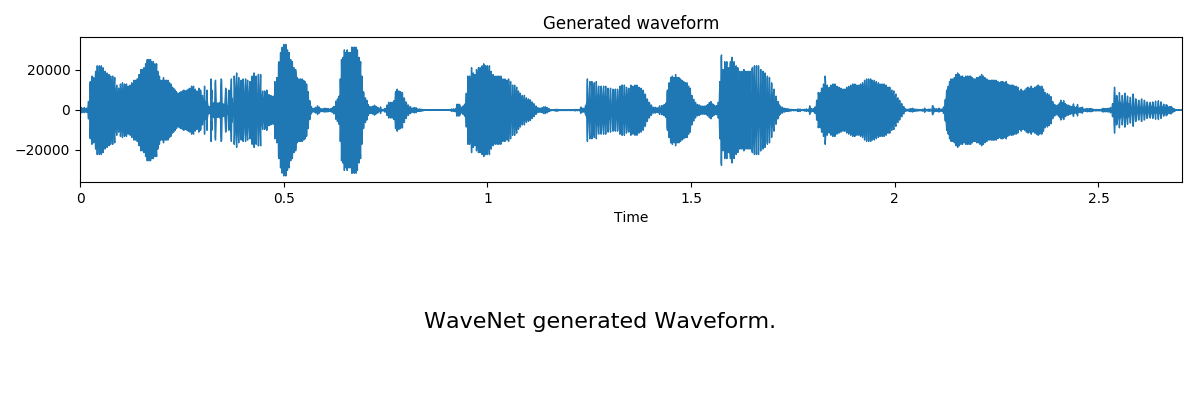 Generated waveform
20000
0
−20000
0 0.5 1 1.5 2 2.5
Time
WaveNet generated Waveform.